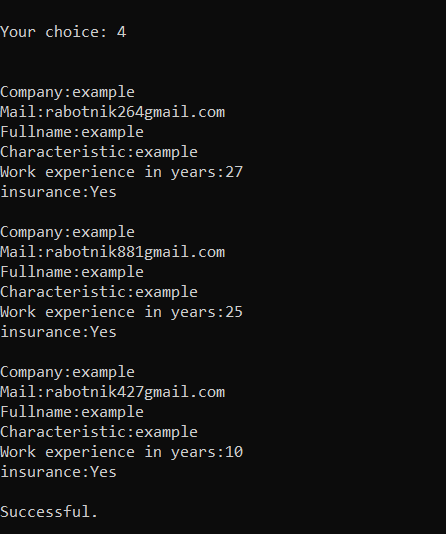 Your choice: 4
Company:example
Mail:rabotnik264gmail.com
Fullname:example
Characteristic:example
Work experience in years:27
insurance:Yes
Company:example
Mail:rabotnik881gmail.com
Fullname:example
Characteristic:example
Work experience in years:25
insurance:Yes
Company:example
Mail:rabotnik427gmail.com
Fullname:example
Characteristic:example
Work experience in years:10
insurance:Yes
Successful.